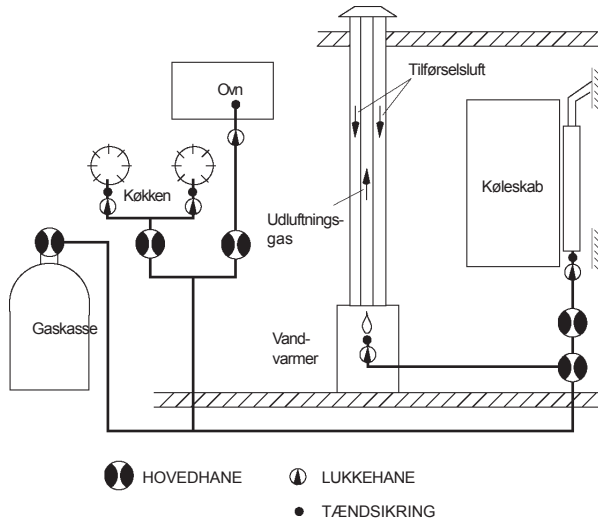 Tilførselsluft
Ovn
Køkken
Køleskab
Udluftnings-
gas
Gaskasse
Vand-
varmer
HOVEDHANE
LUKKEHANE
TÆNDSIKRING